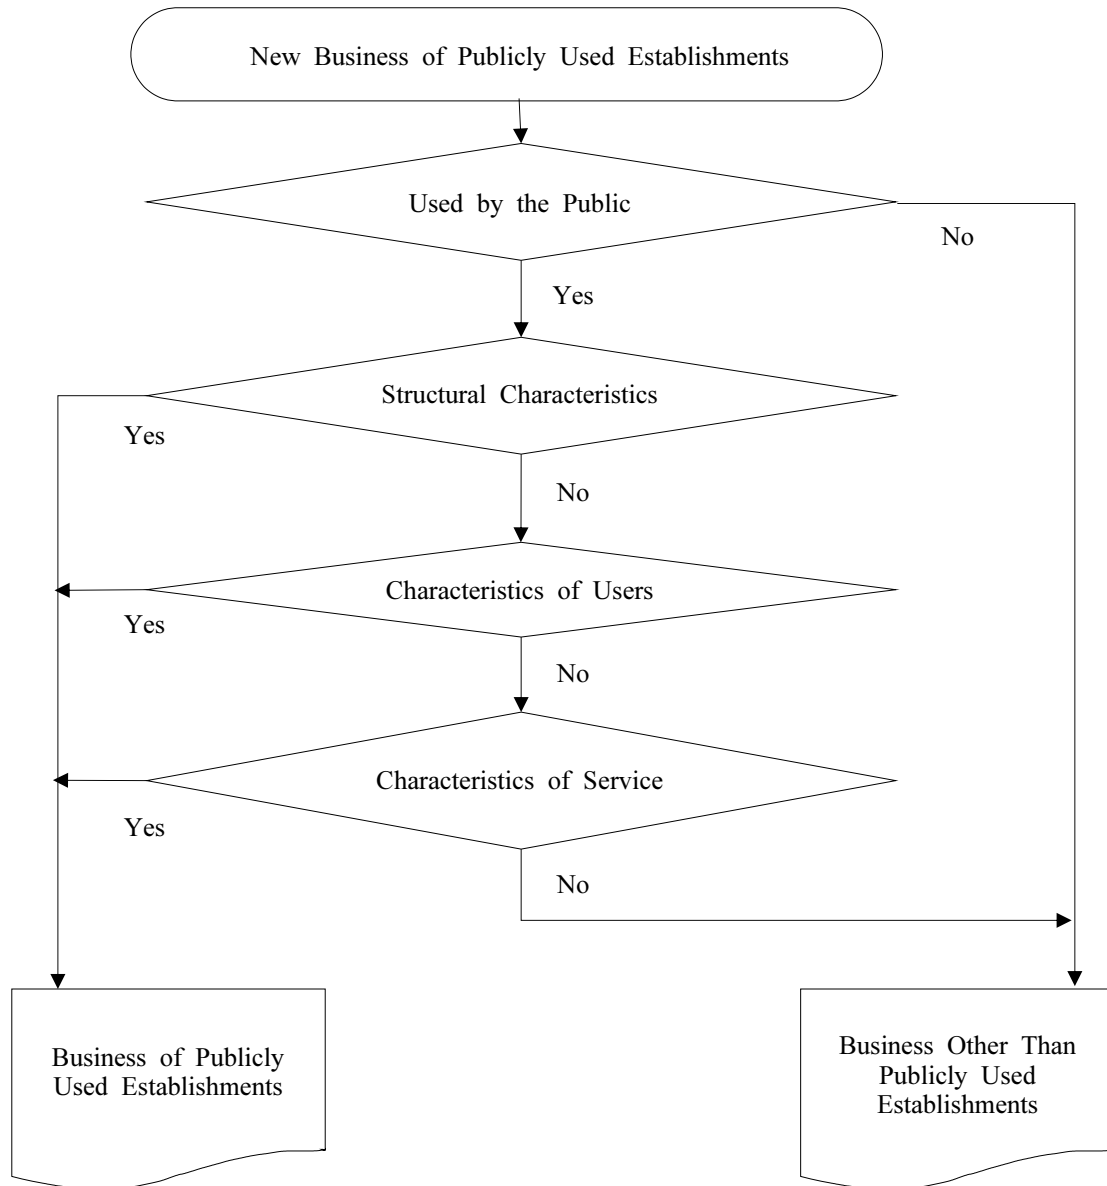 New Business of Publicly Used Establishments
Used by the Public
No
Yes
Structural Characteristics
Yes
No
Characteristics of Users
Yes
No
Characteristics of Service
Yes
No
Business of Publicly
Used Establishments
Business Other Than
Publicly Used
Establishments